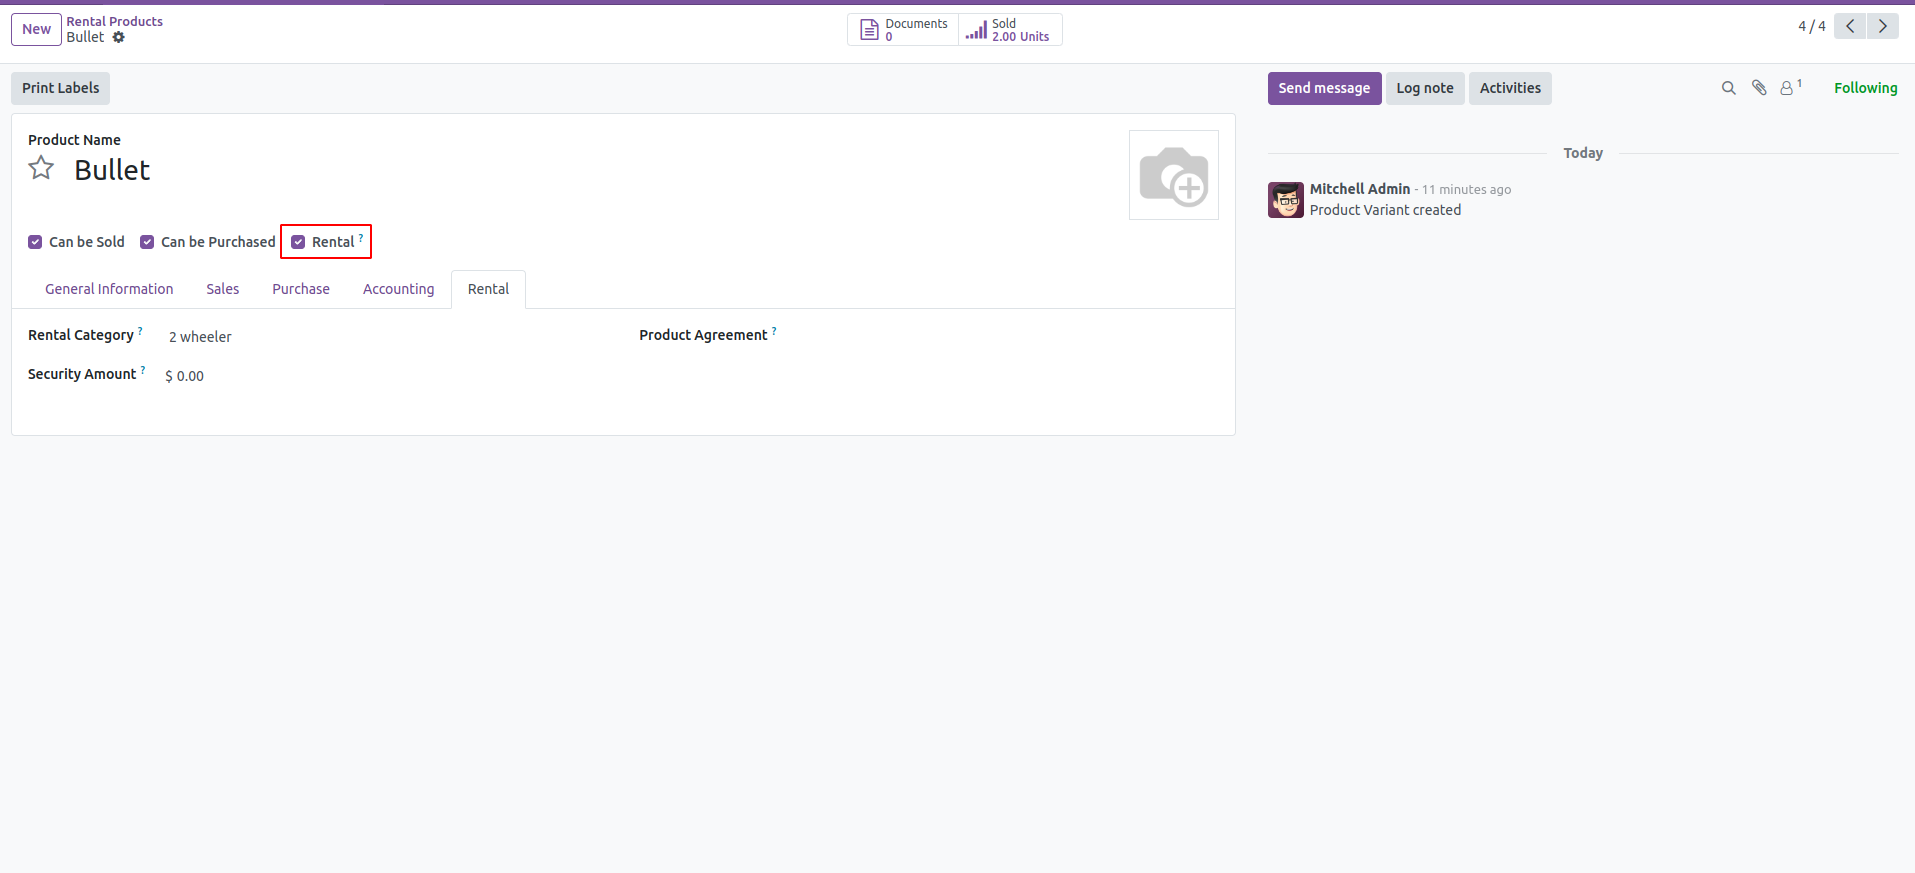 New
Rental Products
Bullet
Documents
0
Sold
2.00 Units
4 / 4
Print Labels
Send message
Log note
Activities
1
Following
Product Name
Bullet
Can be Sold
Can be Purchased
Rental ?
General Information
Sales
Purchase
Accounting
Rental
Rental Category ?
2 wheeler
Product Agreement ?
Security Amount ?
$ 0.00
Today
Mitchell Admin - 11 minutes ago
Product Variant created